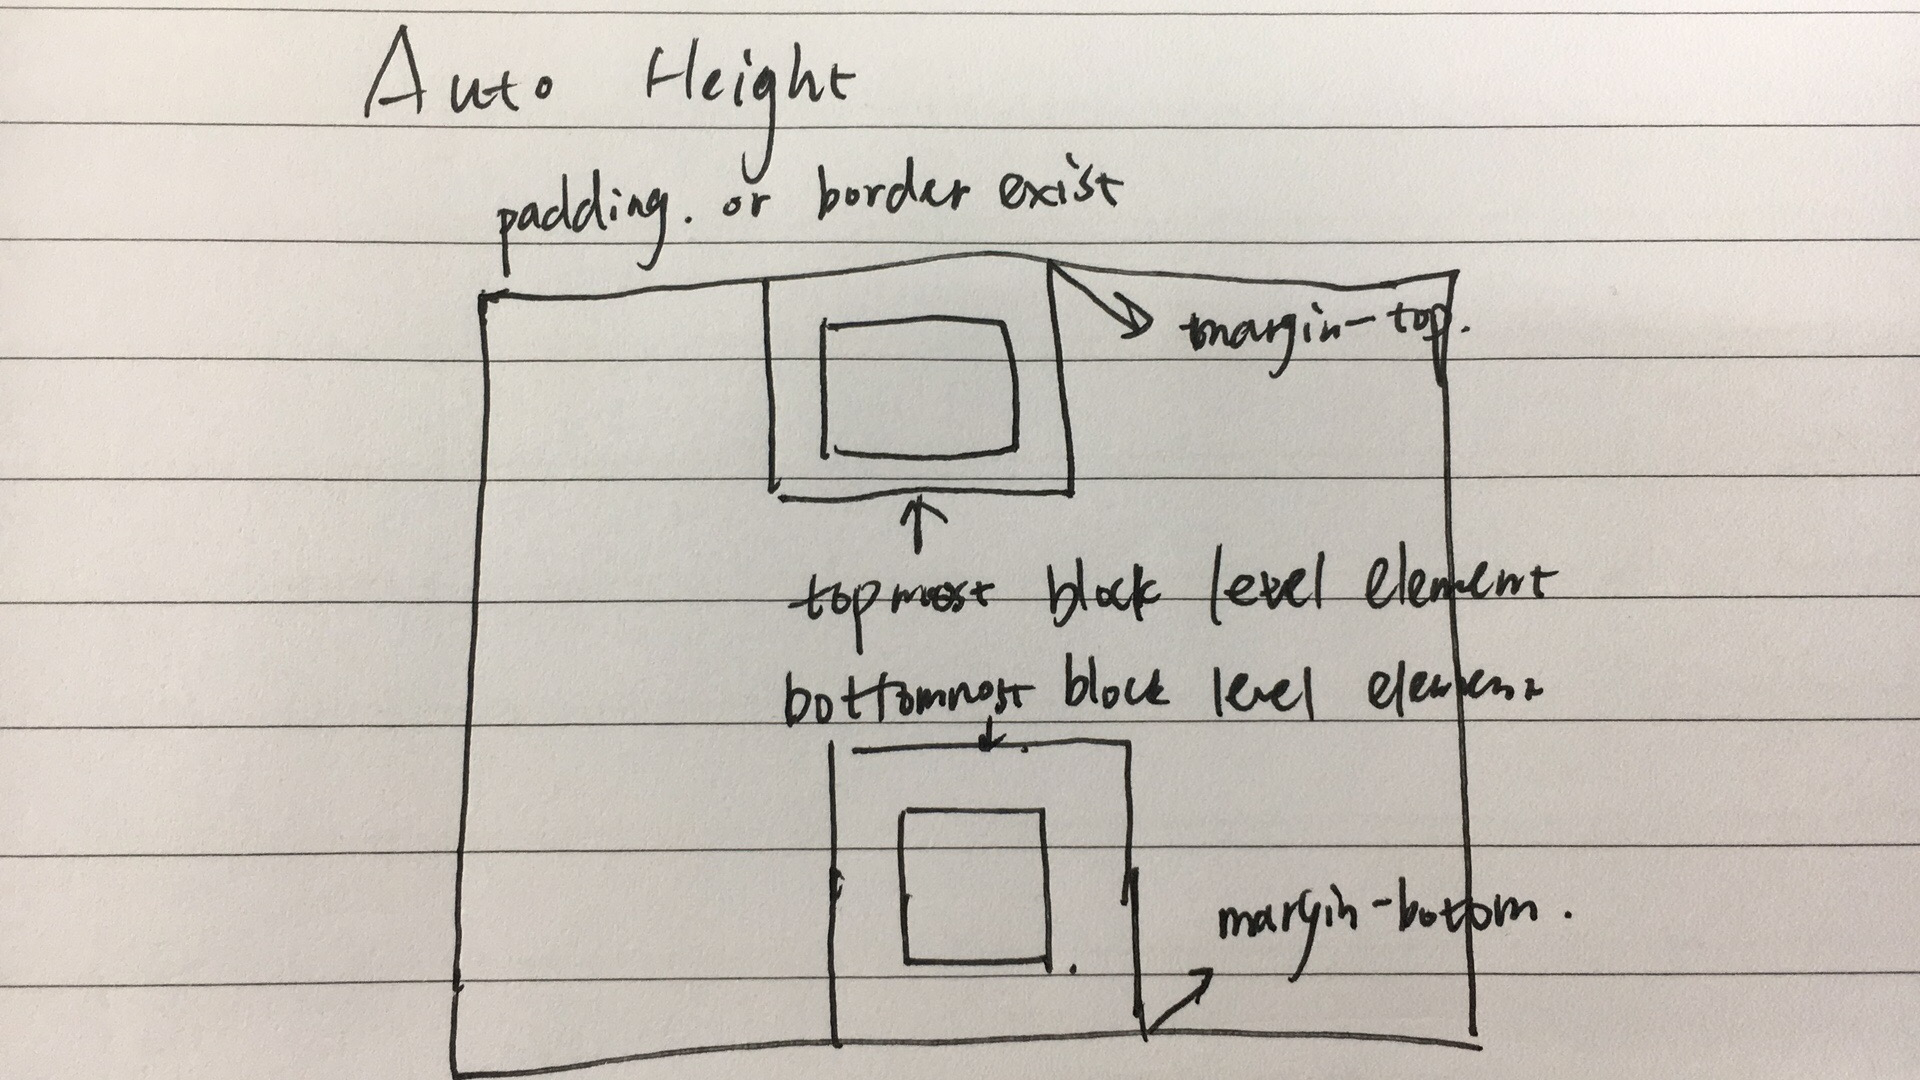 Auto Height
padding. or border exist
margin-top.
topmost block level element
bottommost block level element
margin-bottom.